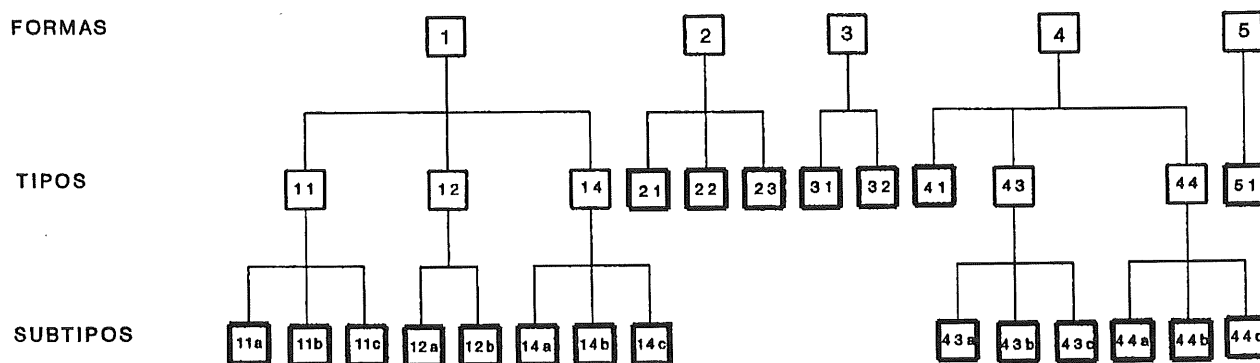 FORMAS 1 2 3 4 5
TIPOS 11 12 14 21 22 23 31 32 41 43 44 51
SUBTIPOS 11a 11b 11c 12a 12b 14a 14b 14c 43a 43b 43c 44a 44b 44c